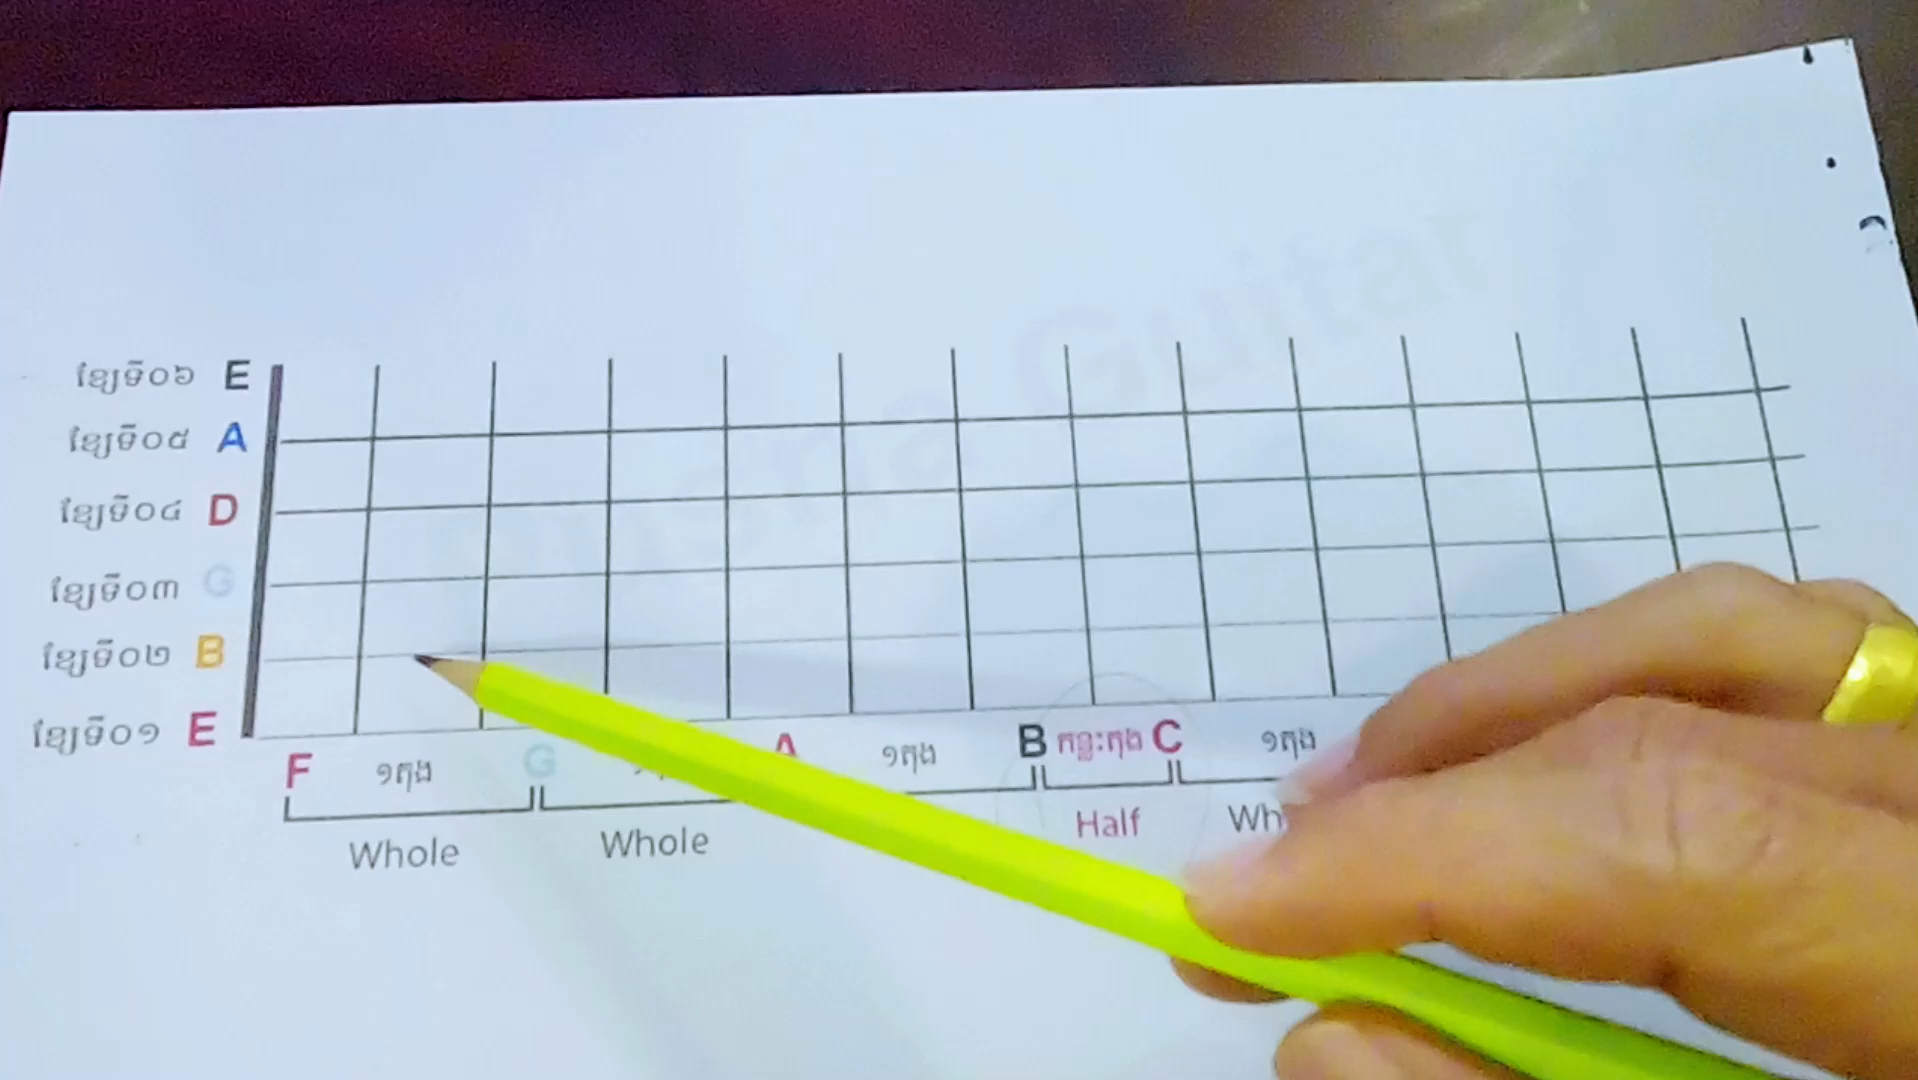 ខ្សែទី០៦ E
ខ្សែទី០៥ A
ខ្សែទី០៤ D
ខ្សែទី០៣ G
ខ្សែទី០២ B
ខ្សែទី០១ E
F ១តុង G A ១តុង B កន្លះតុង C ១តុង
Whole Whole Half
Guitar